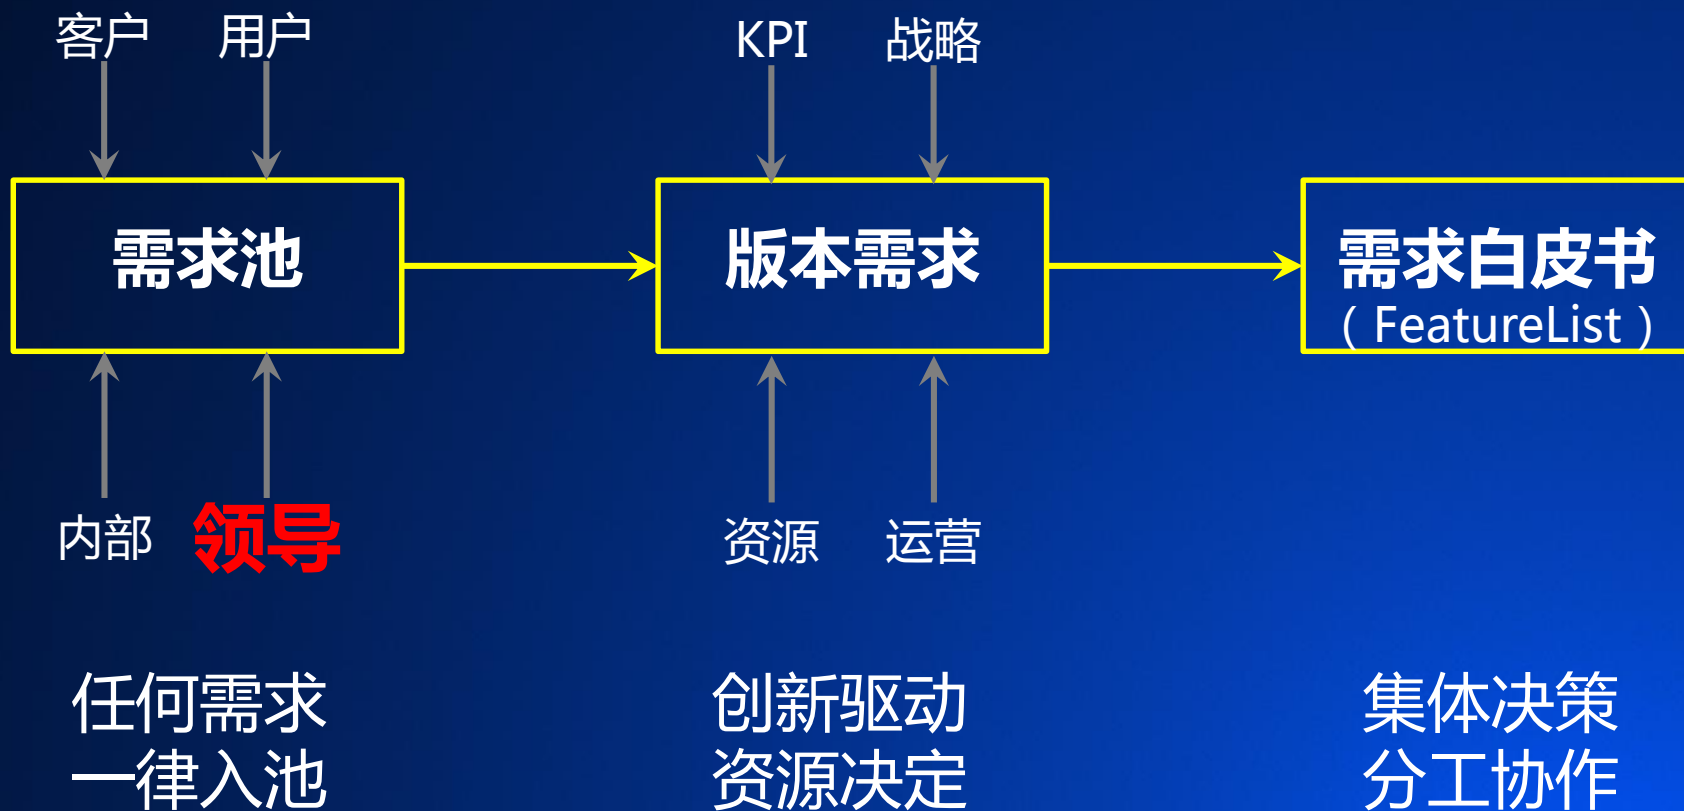 客户
用户
KPI
战略
需求池
版本需求
需求白皮书
（FeatureList）
内部
领导
资源
运营
任何需求
一律入池
创新驱动
资源决定
集体决策
分工协作